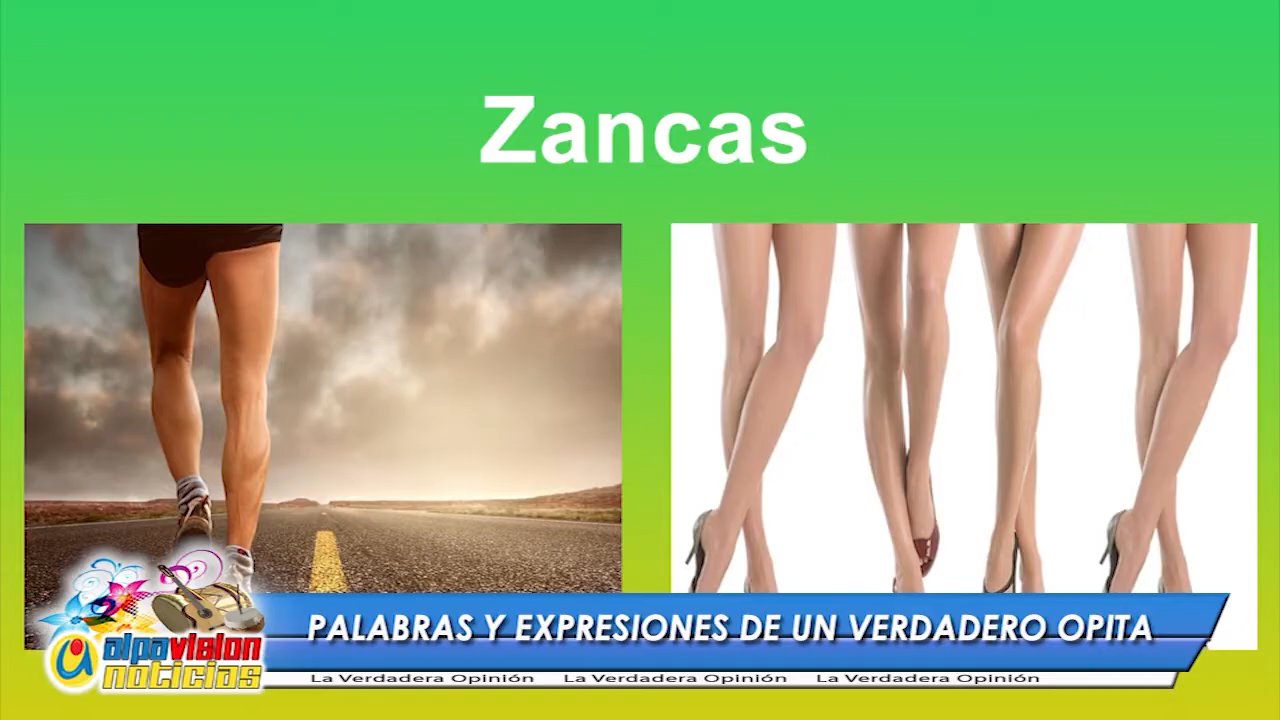 Zancas
PALABRAS Y EXPRESIONES DE UN VERDADERO OPITA
alpavision
noticias
La Verdadera Opinión La Verdadera Opinión La Verdadera Opinión